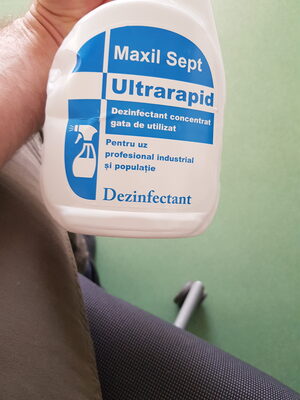 Maxil Sept
Ultrarapid
Dezinfectant concentrat
gata de utilizat
Pentru uz
profesional industrial
și populație
Dezinfectant